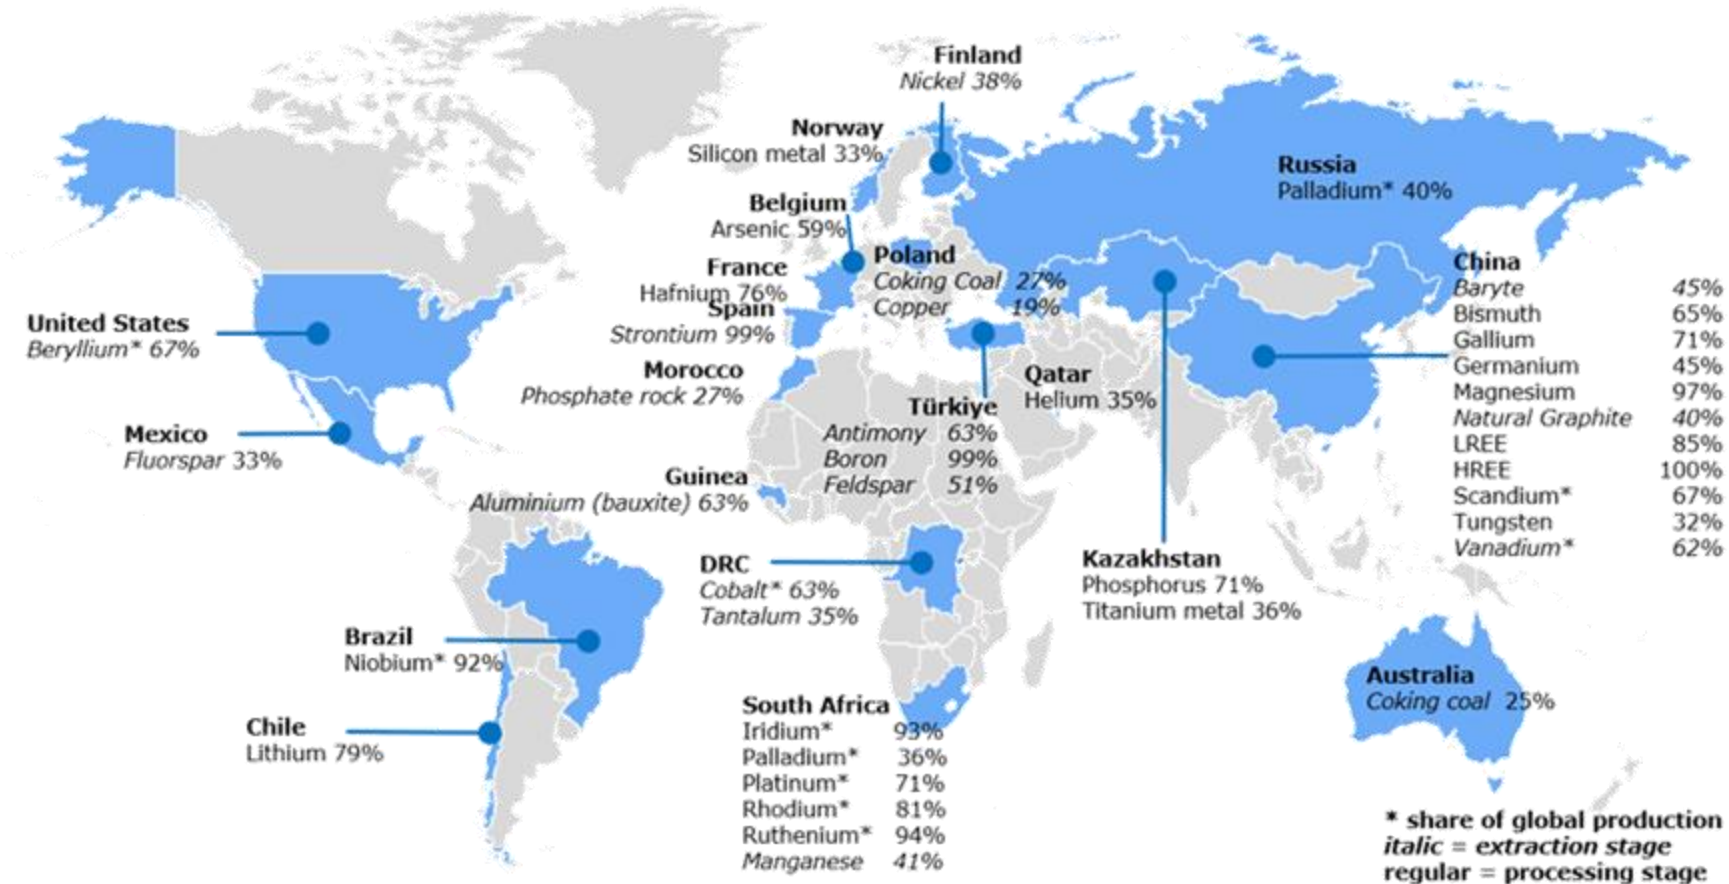 Finland
Nickel 38%
Norway
Silicon metal 33%
Russia
Palladium* 40%
Belgium
Arsenic 59%
Poland
Coking Coal 27%
Copper 19%
France
Hafnium 76%
Spain
Strontium 99%
China
Baryte 45%
Bismuth 65%
Gallium 71%
Germanium 45%
Magnesium 97%
Natural Graphite 40%
LREE 85%
HREE 100%
Scandium* 67%
Tungsten 32%
Vanadium* 62%
United States
Beryllium* 67%
Morocco
Phosphate rock 27%
Qatar
Helium 35%
Türkiye
Antimony 63%
Boron 99%
Feldspar 51%
Mexico
Fluorspar 33%
Guinea
Aluminium (bauxite) 63%
DRC
Cobalt* 63%
Tantalum 35%
Kazakhstan
Phosphorus 71%
Titanium metal 36%
Brazil
Niobium* 92%
Chile
Lithium 79%
South Africa
Iridium* 93%
Palladium* 36%
Platinum* 71%
Rhodium* 81%
Ruthenium* 94%
Manganese 41%
Australia
Coking coal 25%
* share of global production
italic = extraction stage
regular = processing stage